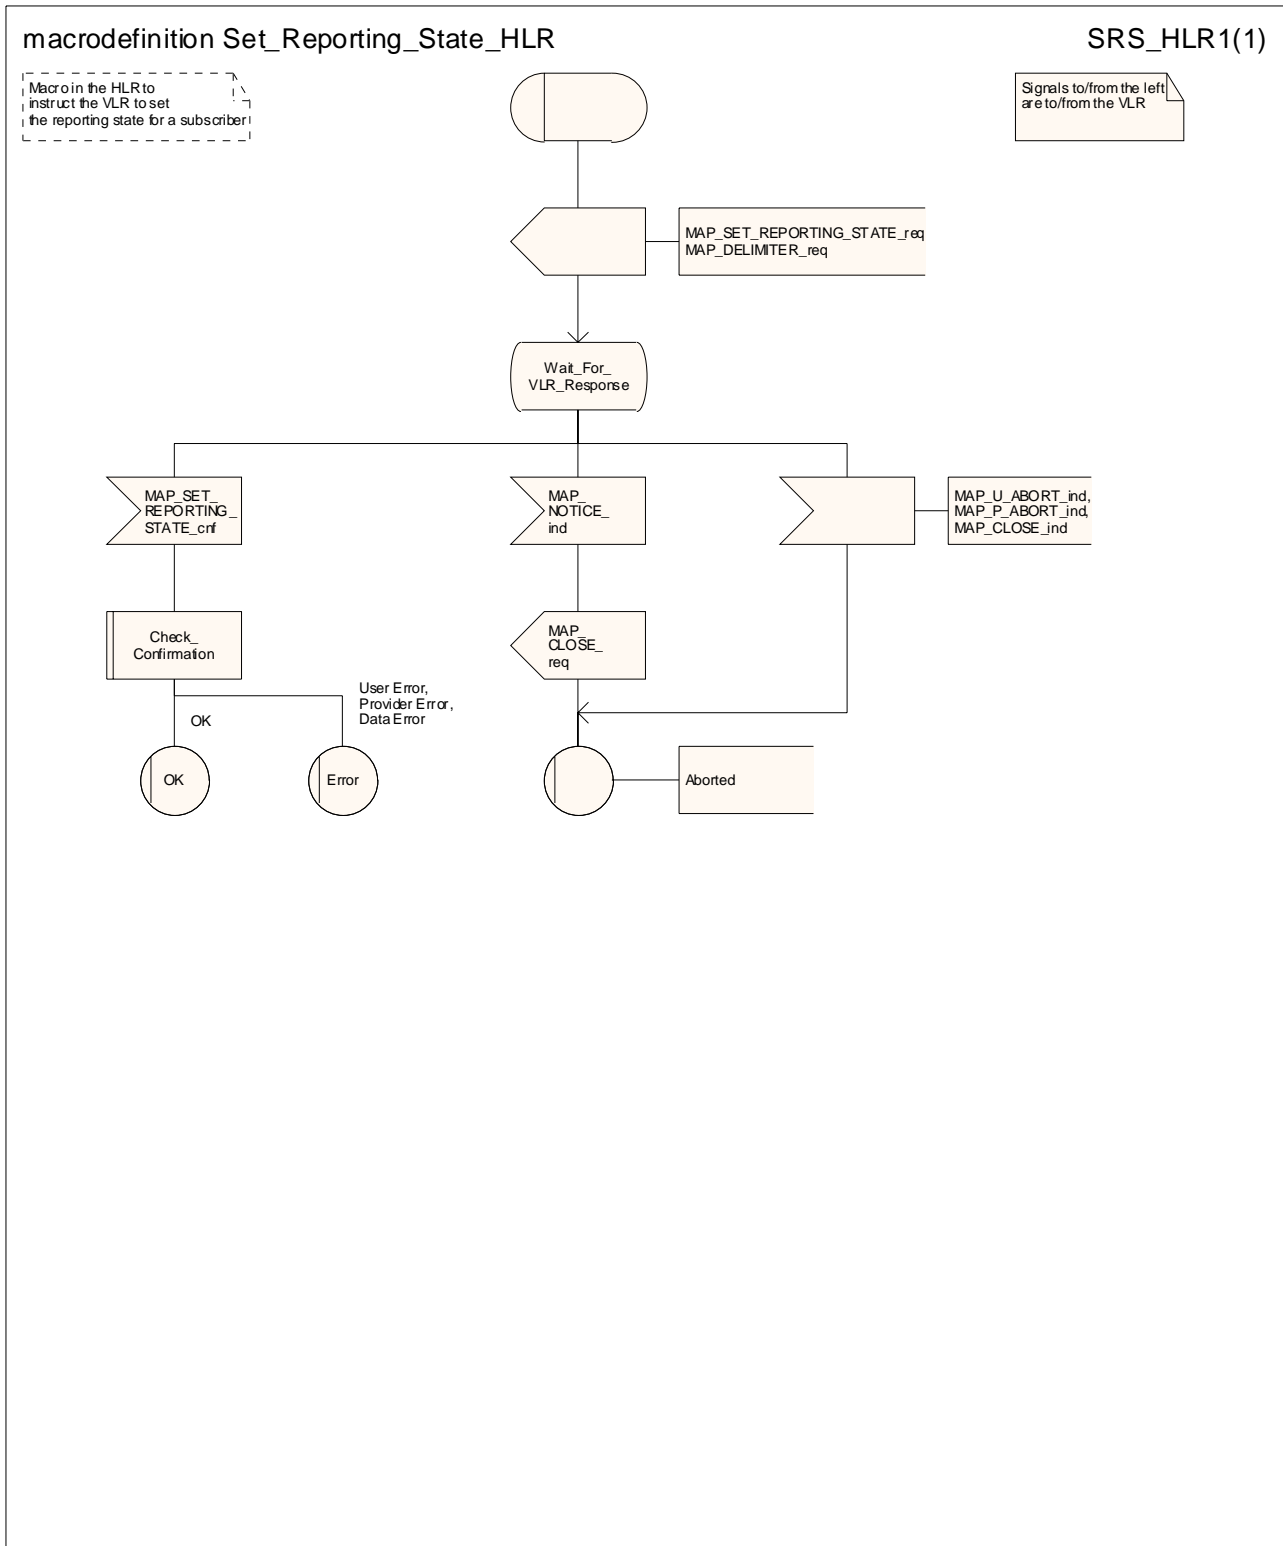 macrodefinition Set_Reporting_State_HLR
SRS_HLR1(1)
Macro in the HLR to
instruct the VLR to set
the reporting state for a subscriber
Signals to/from the left
are to/from the VLR
MAP_SET_REPORTING_STATE_req
MAP_DELIMITER_req
Wait_For_
VLR_Response
MAP_SET_
REPORTING_
STATE_cnf
MAP_
NOTICE_
ind
MAP_U_ABORT_ind,
MAP_P_ABORT_ind,
MAP_CLOSE_ind
Check_
Confirmation
MAP_
CLOSE_
req
User Error,
Provider Error,
Data Error
OK
OK
Error
Aborted